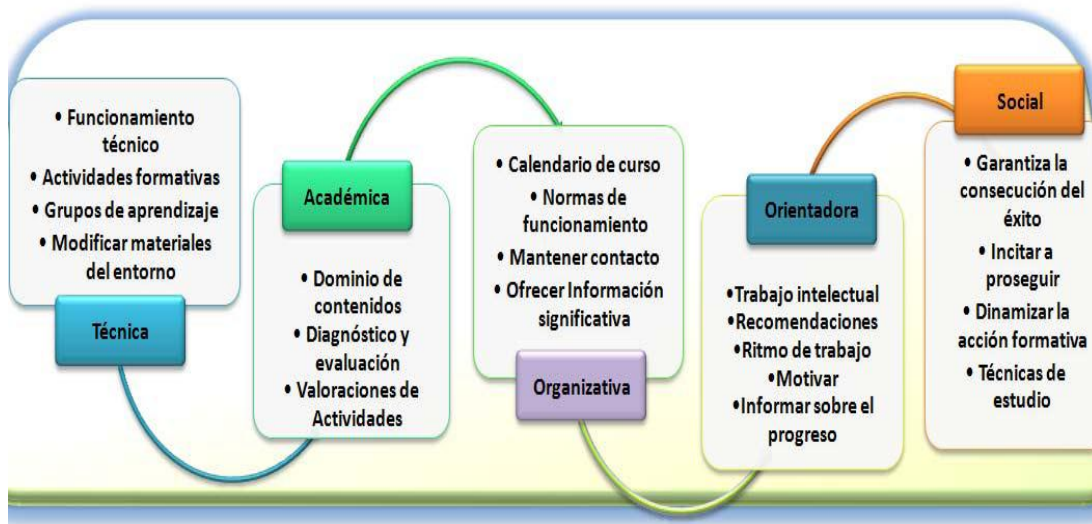 • Funcionamiento
técnico
• Actividades formativas
• Grupos de aprendizaje
• Modificar materiales
del entorno
Técnica
Académica
• Dominio de
contenidos
• Diagnóstico y
evaluación
• Valoraciones de
Actividades
• Calendario de curso
• Normas de
funcionamiento
• Mantener contacto
• Ofrecer Información
significativa
Organizativa
Orientadora
•Trabajo intelectual
•Recomendaciones
•Ritmo de trabajo
•Motivar
•Informar sobre el
progreso
Social
• Garantiza la
consecución del
éxito
• Incitar a
proseguir
• Dinamizar la
acción formativa
• Técnicas de
estudio